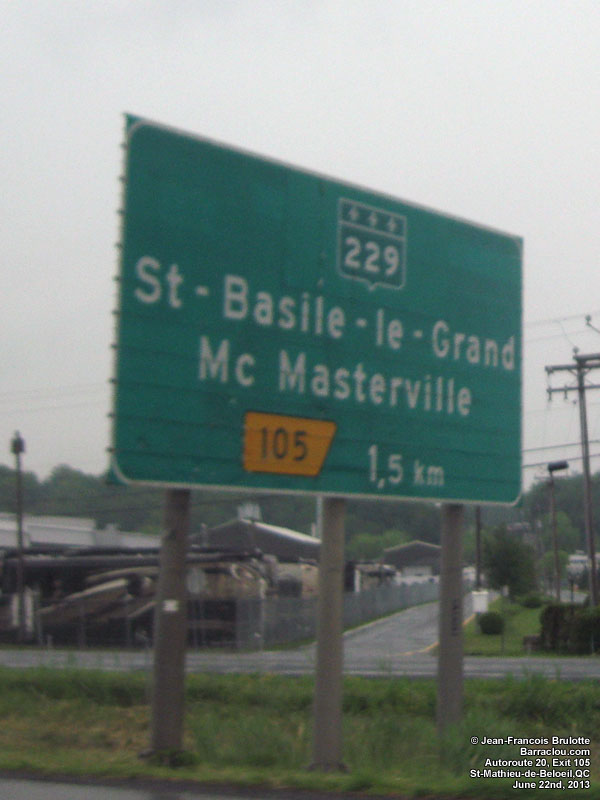 229
St-Basile-le-Grand
Mc Masterville
105 1,5 km
© Jean-Francois Brulotte
Barraclou.com
Autoroute 20, Exit 105
St-Mathieu-de-Beloeil,QC
June 22nd, 2013